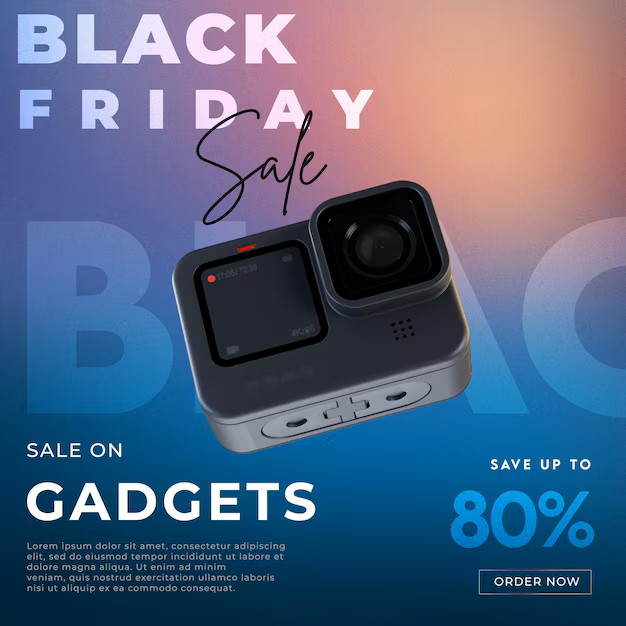 BLACK
FRIDAY
Sale
BLAC
SALE ON
GADGETS
Lorem ipsum dolor sit amet, consectetur adipiscing
elit, sed do eiusmod tempor incididunt ut labore et
dolore magna aliqua. Ut enim ad minim
veniam, quis nostrud exercitation ullamco
laboris nisi ut aliquip ex ea commodo consequat.
SAVE UP TO
80%
ORDER NOW